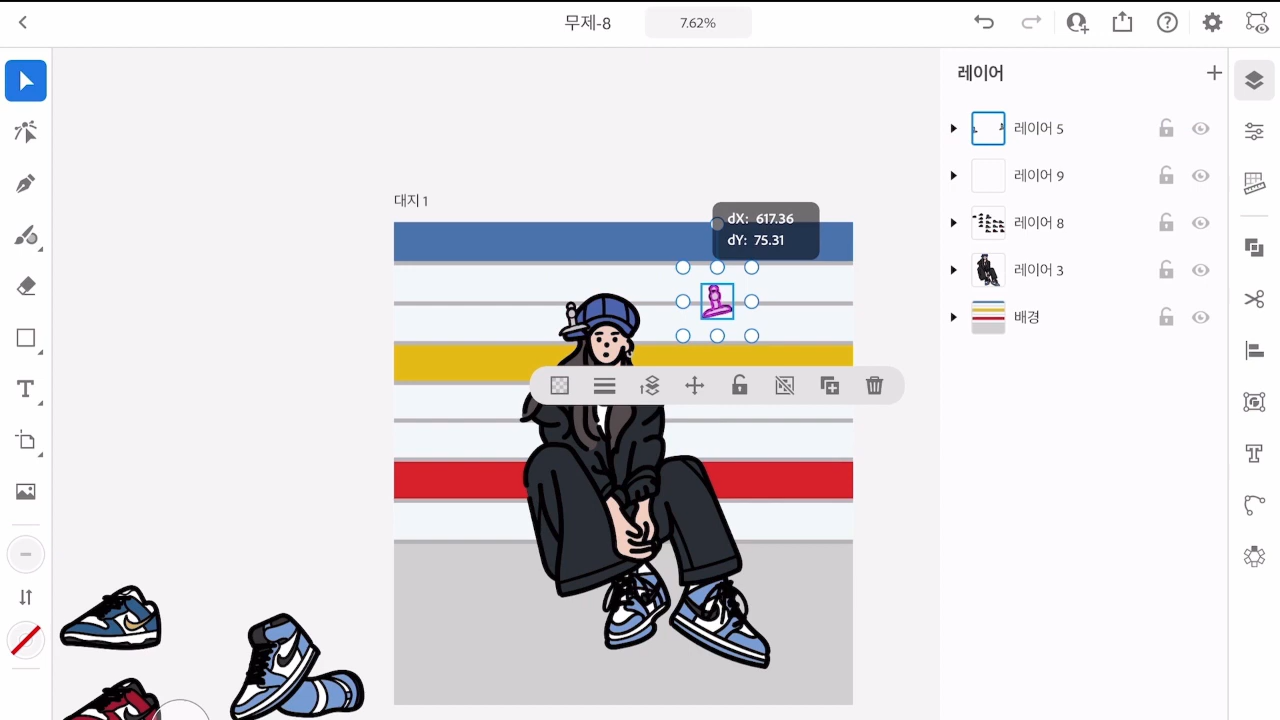 무제-8
7.62%
레이어
레이어 5
레이어 9
레이어 8
레이어 3
배경
대지 1
dX: 617.36
dY: 75.31